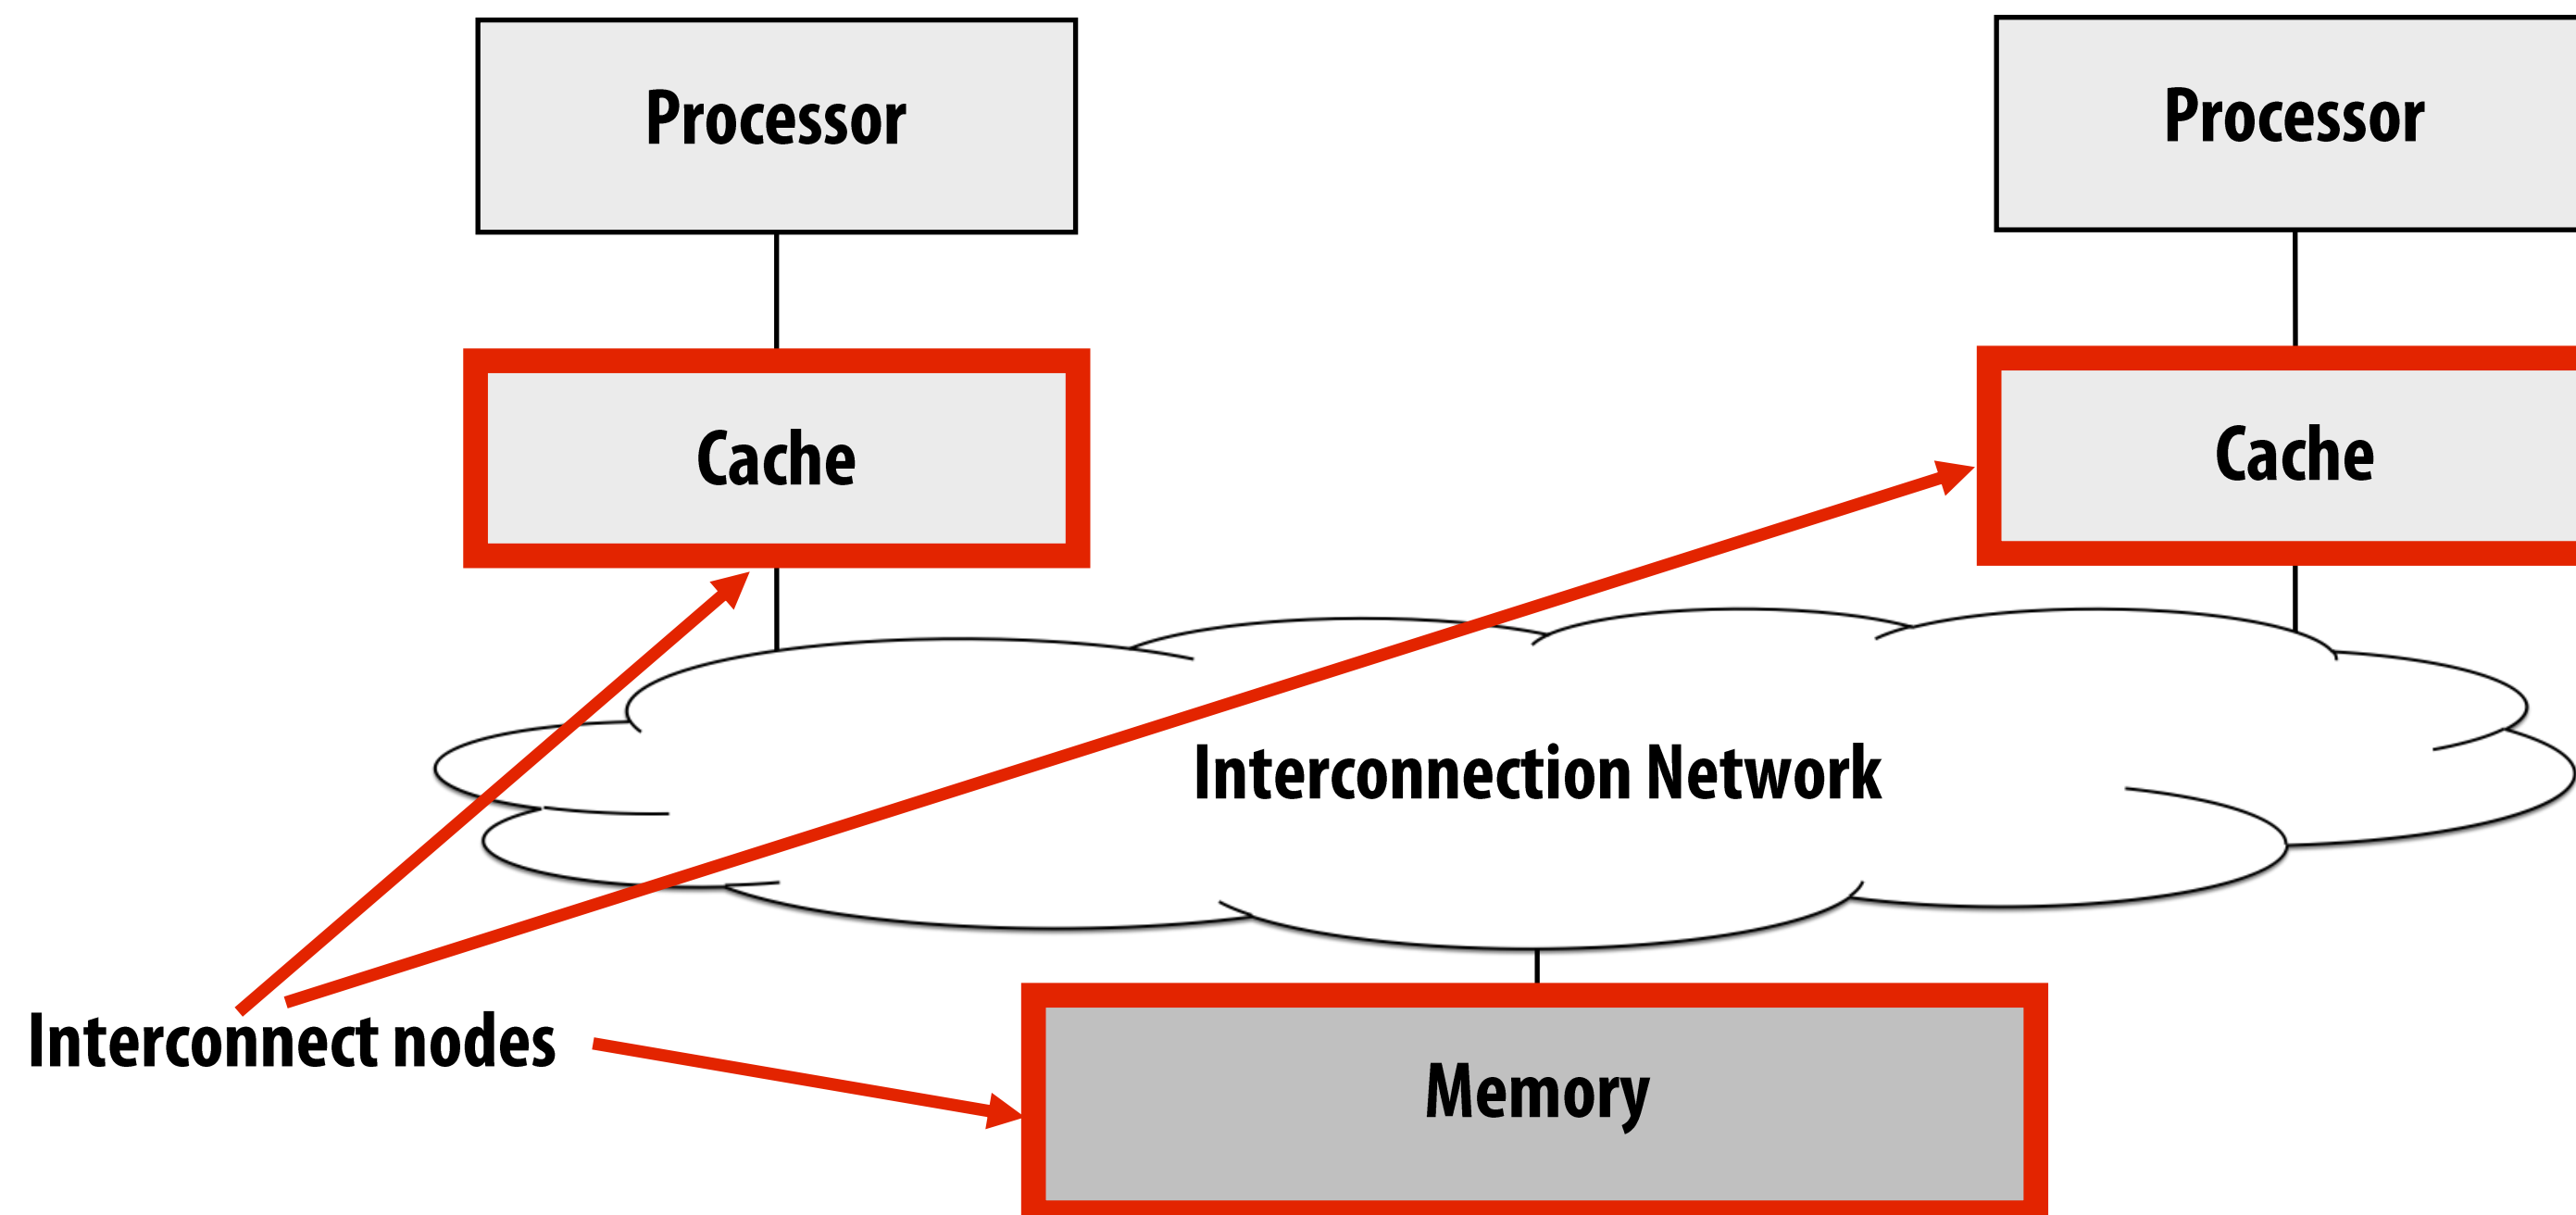 Processor
Processor
Cache
Cache
Interconnection Network
Interconnect nodes
Memory